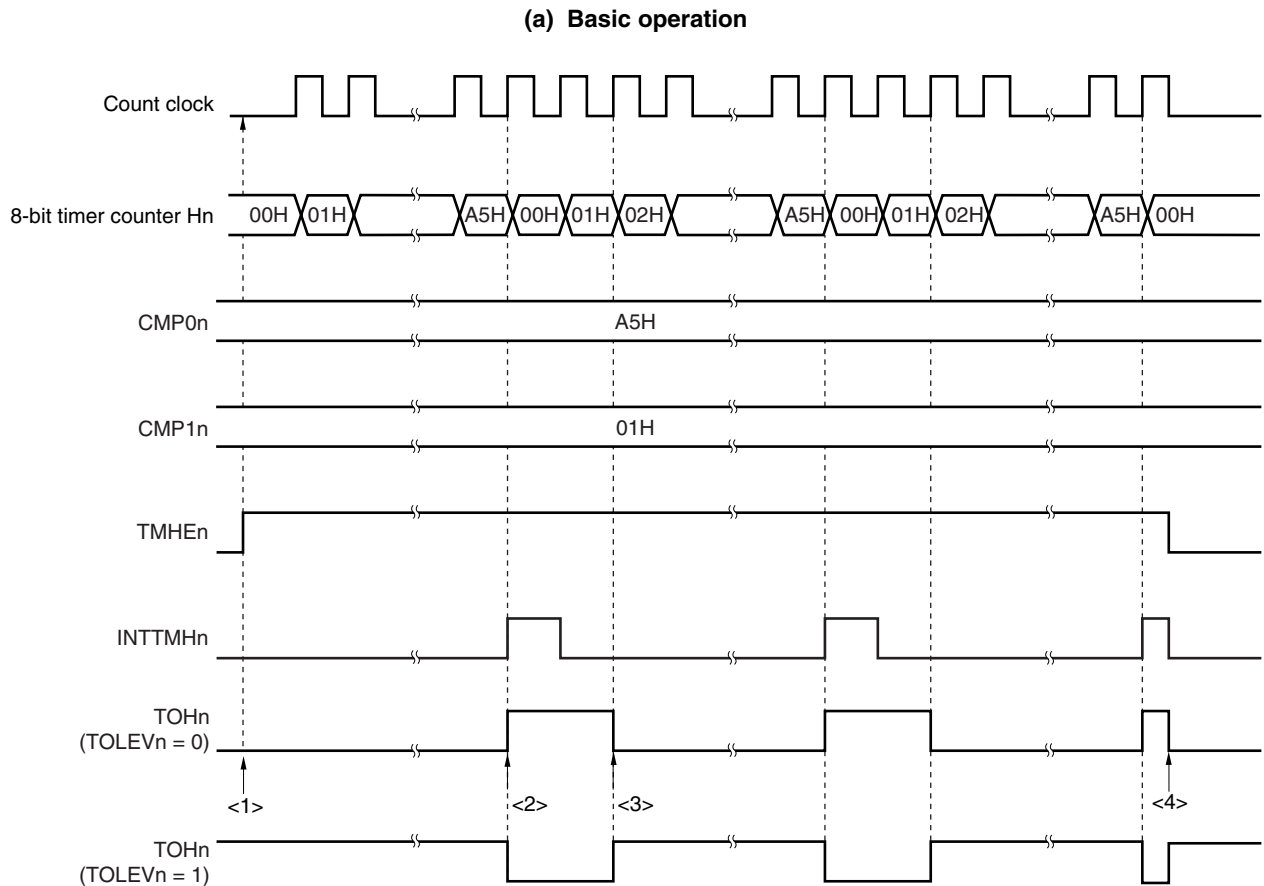 (a) Basic operation
Count clock
8-bit timer counter Hn
00H 01H A5H 00H 01H 02H A5H 00H 01H 02H A5H 00H
CMP0n
A5H
CMP1n
01H
TMHEn
INTTMHn
TOHn
(TOLEVn = 0)
<1> <2> <3> <4>
TOHn
(TOLEVn = 1)